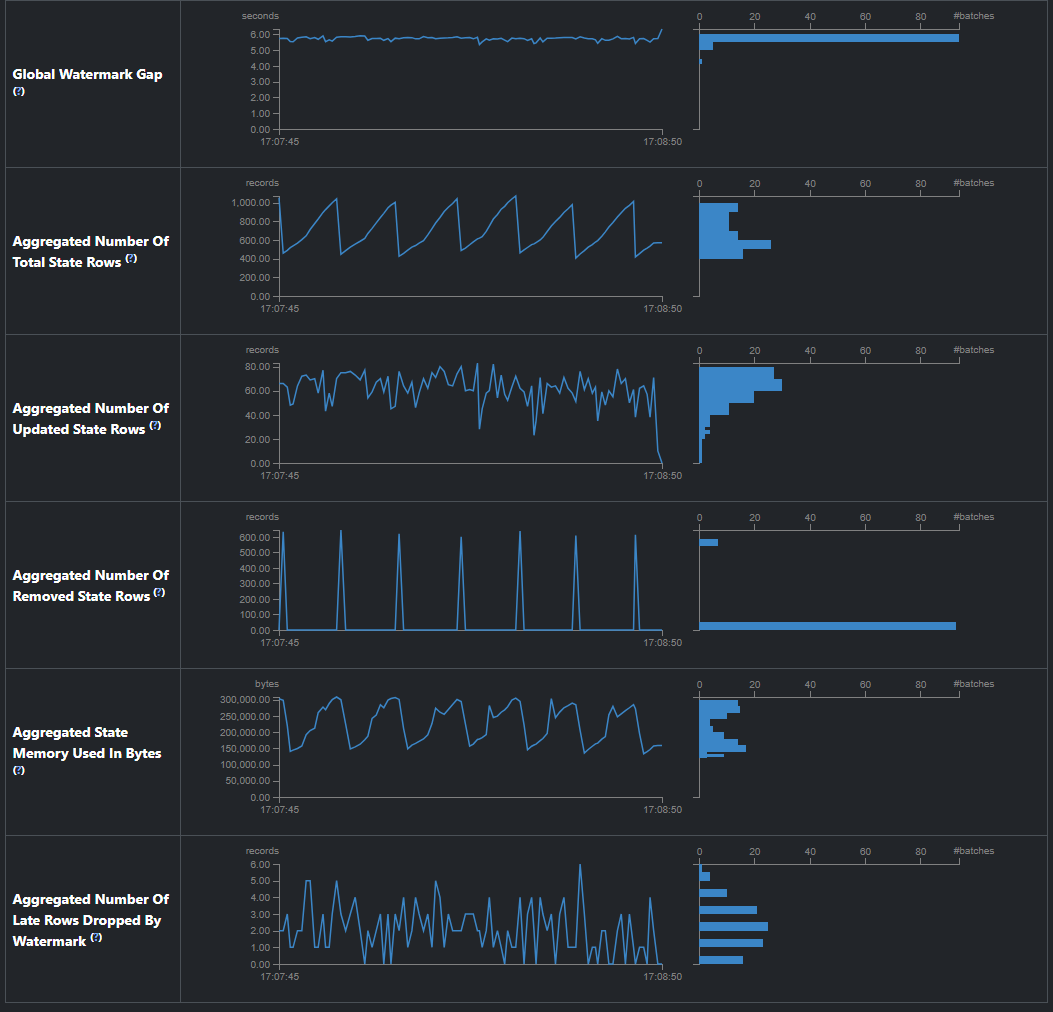 seconds
0 20 40 60 80 #batches
6.00
5.00
4.00
3.00
2.00
1.00
0.00
17:07:45 17:08:50
Global Watermark Gap
(?)
records
0 20 40 60 80 #batches
1,000.00
800.00
600.00
400.00
200.00
0.00
17:07:45 17:08:50
Aggregated Number Of
Total State Rows (?)
records
0 20 40 60 80 #batches
80.00
60.00
40.00
20.00
0.00
17:07:45 17:08:50
Aggregated Number Of
Updated State Rows (?)
records
0 20 40 60 80 #batches
600.00
500.00
400.00
300.00
200.00
100.00
0.00
17:07:45 17:08:50
Aggregated Number Of
Removed State Rows (?)
bytes
0 20 40 60 80 #batches
300,000.00
250,000.00
200,000.00
150,000.00
100,000.00
50,000.00
0.00
17:07:45 17:08:50
Aggregated State
Memory Used In Bytes
(?)
records
0 20 40 60 80 #batches
6.00
5.00
4.00
3.00
2.00
1.00
0.00
17:07:45 17:08:50
Aggregated Number Of
Late Rows Dropped By
Watermark (?)